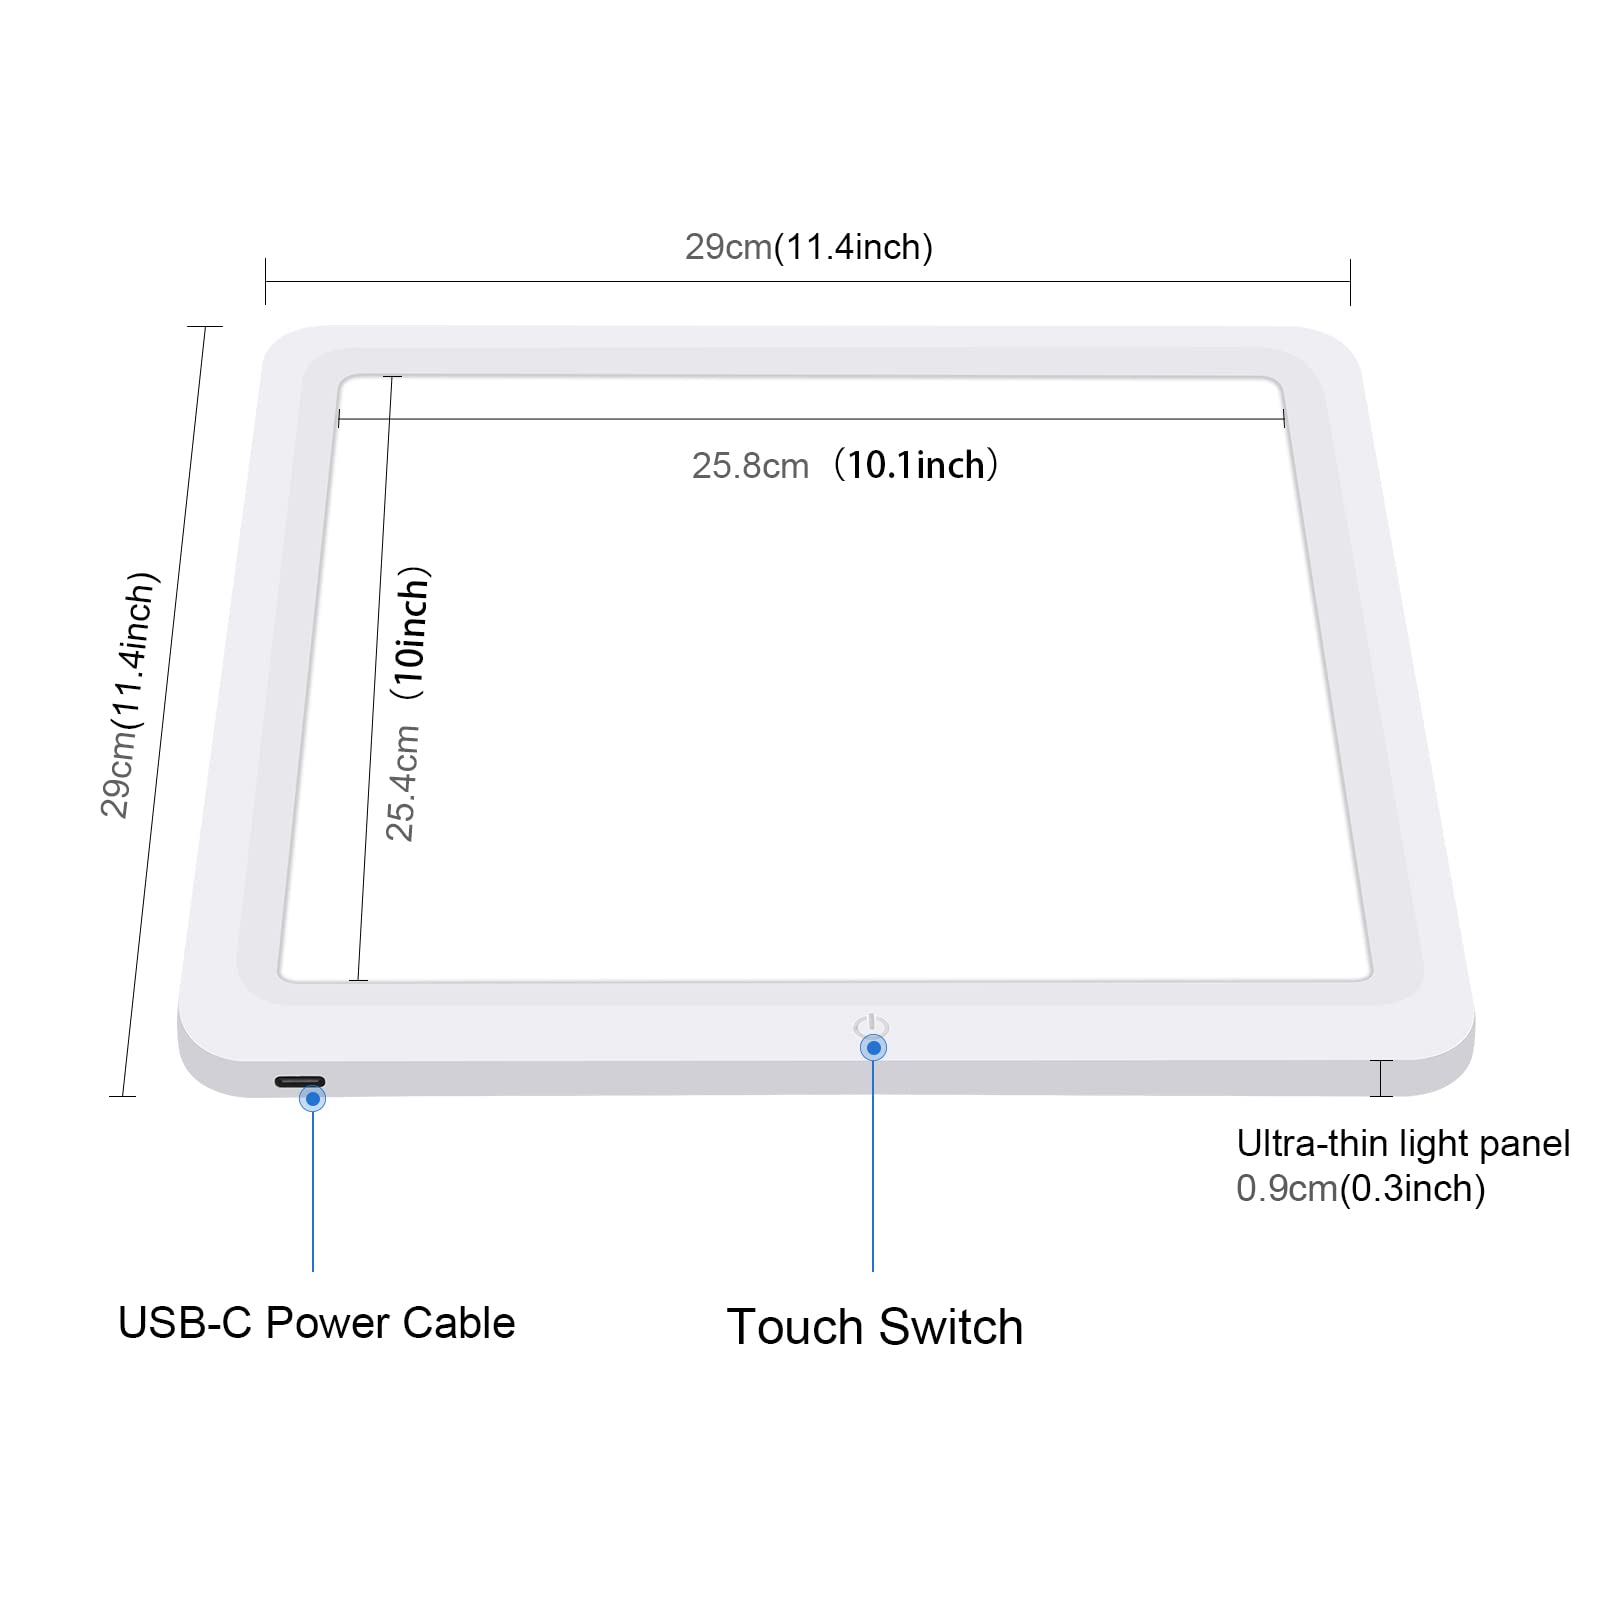 29cm(11.4inch)
25.8cm（10.1inch）
29cm(11.4inch)
25.4cm（10inch）
Ultra-thin light panel
0.9cm(0.3inch)
USB-C Power Cable
Touch Switch